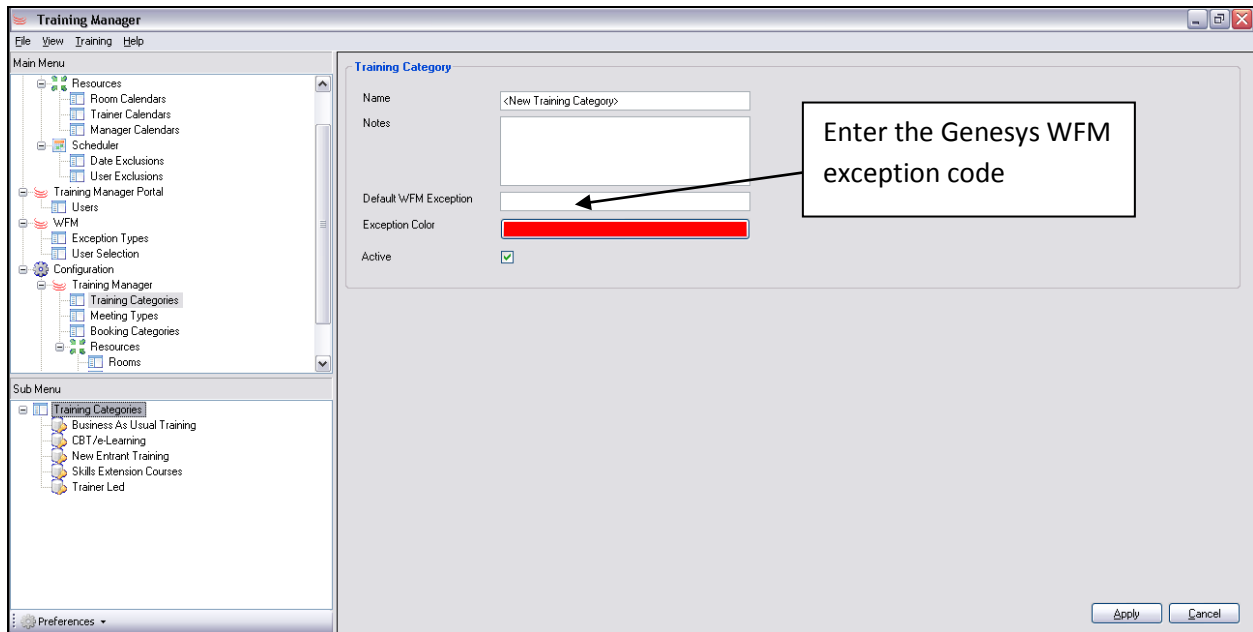 Training Manager
File View Training Help
Main Menu
Resources
Room Calendars
Trainer Calendars
Manager Calendars
Scheduler
Date Exclusions
User Exclusions
Training Manager Portal
Users
WFM
Exception Types
User Selection
Configuration
Training Manager
Training Categories
Meeting Types
Booking Categories
Resources
Rooms
Sub Menu
Training Categories
Business As Usual Training
CBT/e-Learning
New Entrant Training
Skills Extension Courses
Trainer Led
Preferences
Training Category
Name <New Training Category>
Notes
Default WFM Exception
Exception Color
Active
Enter the Genesys WFM
exception code
Apply Cancel